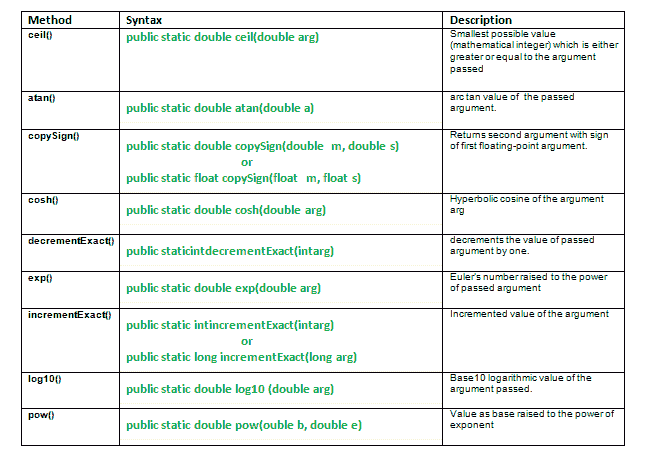 Method Syntax Description
ceil() public static double ceil(double arg) Smallest possible value
(mathematical integer) which is either
greater or equal to the argument
passed
atan() public static double atan(double a) arc tan value of the passed
argument.
copySign() public static double copySign(double m, double s) Returns second argument with sign
or of first floating-point argument.
public static float copySign(float m, float s)
cosh() public static double cosh(double arg) Hyperbolic cosine of the argument
arg
decrementExact() public staticintdecrementExact(intarg) decrements the value of passed
argument by one.
exp() public static double exp(double arg) Euler's number raised to the power
of passed argument
incrementExact() public static intincrementExact(intarg) Incremented value of the argument
or
public static long incrementExact(long arg)
log10() public static double log10 (double arg) Base10 logarithmic value of the
argument passed.
pow() public static double pow(ouble b, double e) Value as base raised to the power of
exponent